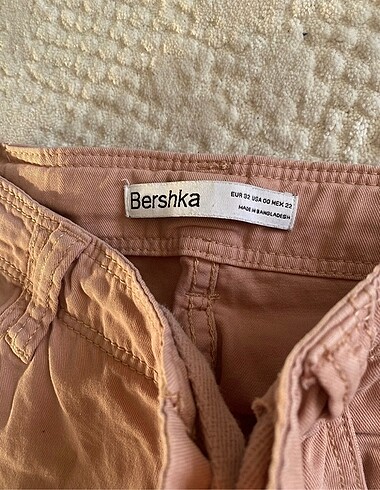 Bershka
EUR 32 USA 00 MEX 22
MADE IN BANGLADESH